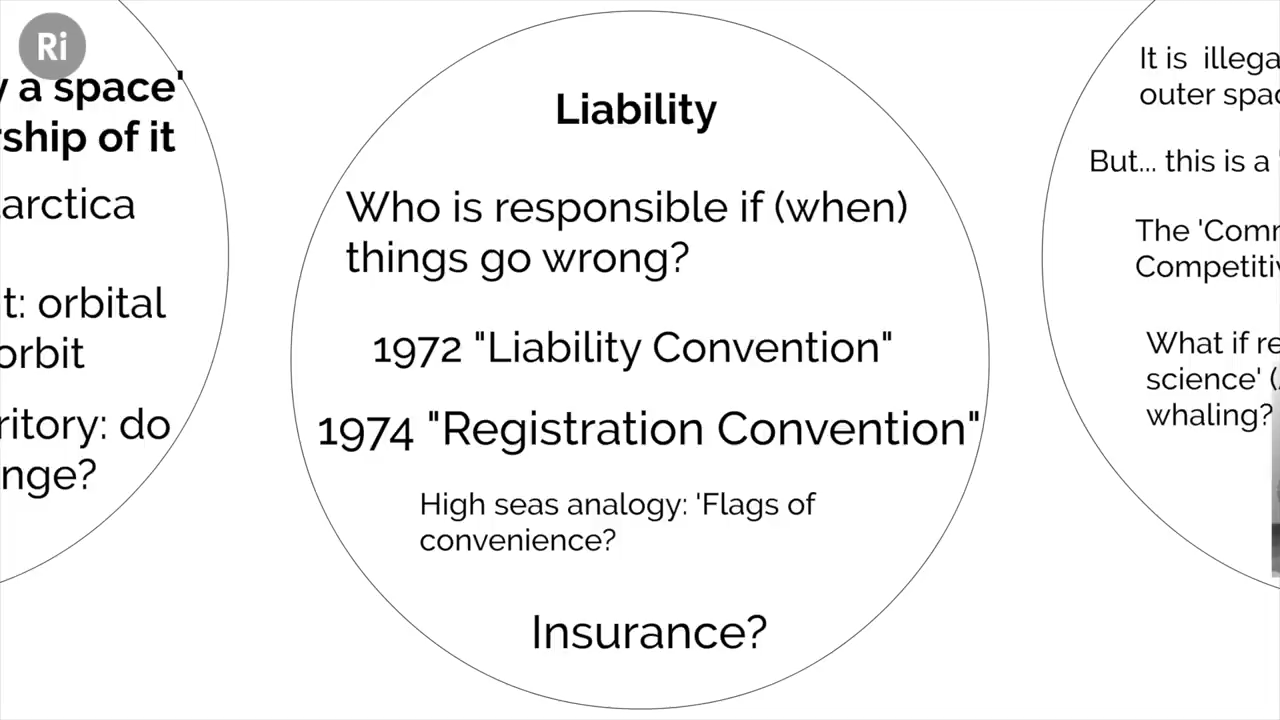 Ri
a space'
ship of it
arctica
t: orbital
orbit
ritory: do
nge?
Liability
Who is responsible if (when)
things go wrong?
1972 "Liability Convention"
1974 "Registration Convention"
High seas analogy: 'Flags of
convenience?
Insurance?
It is illega
outer spac
But... this is a '
The 'Comm
Competitiv
What if re
science' (
whaling?